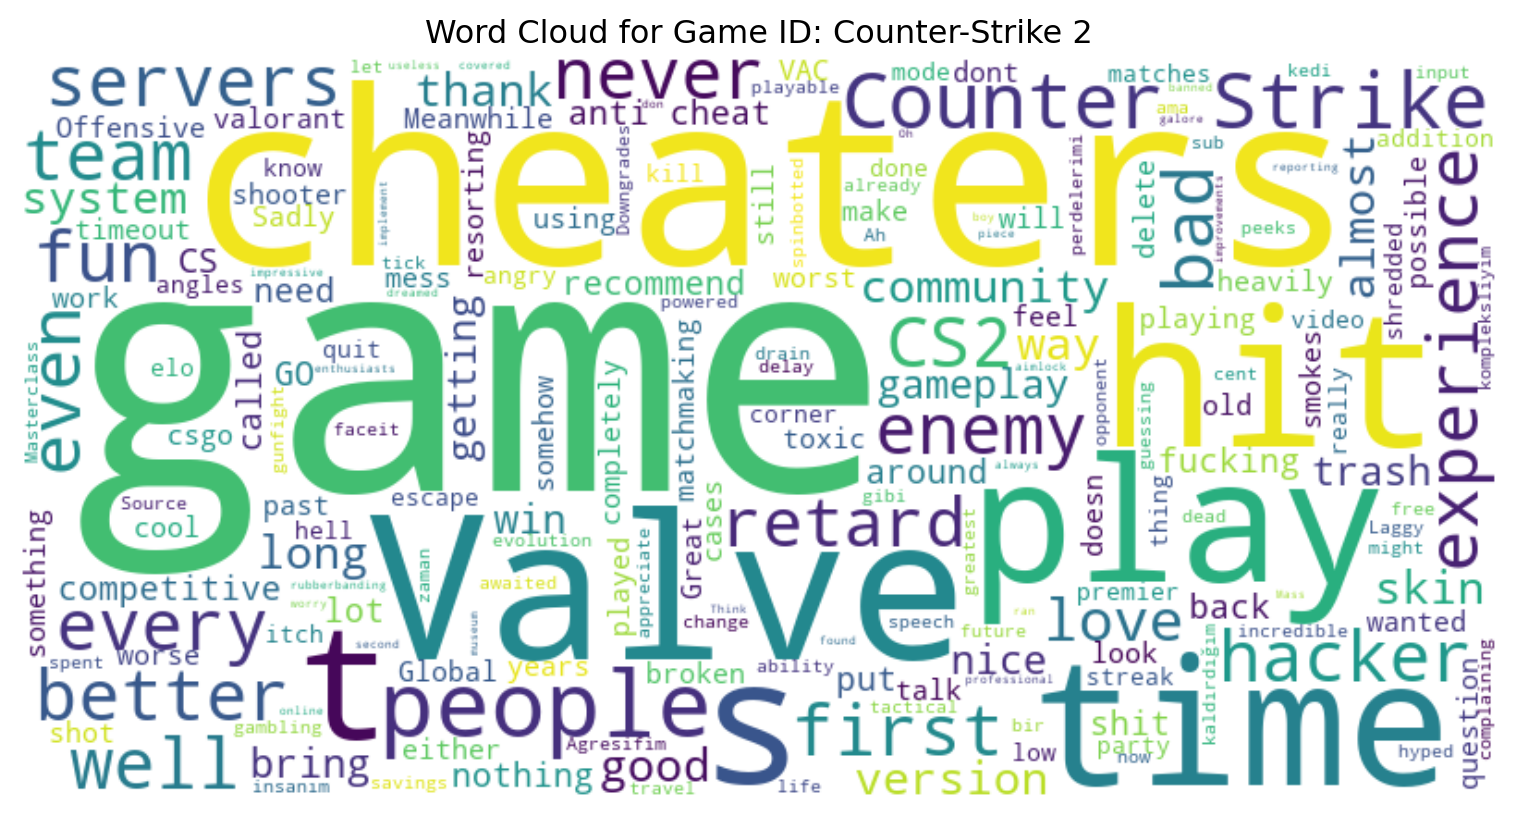 Word Cloud for Game ID: Counter-Strike 2
servers
let
useless
covered
thank
never
VAC
playable
mode
dont
matches
kedi
input
banned
Counter Strike
Offensive
valorant
Meanwhile
anti cheat
don
ama
galore
Oh
addition
team
cheaters
know
shooter
system
Sadly
timeout
resorting
implement
using
Downgrades
kill
still
spinbotted
done
already
make
boy
piece
will
Ah
perdelerimi
delete
sub
bad
improvements
reporting
peeks
almost
possible
experience
fun
CS
angles
impressive
tick
mess
dreamed
angry
recommend
worst
community
heavily
shredded
kompleksliyim
work
need
powered
even
game
getting
CS2
feel
way
playing
video
hit
Masterclass
elo
called
quit
GO
enthusiasts
drain
delay
aimlock
gameplay
cent
smokes
really
old
csgo
gunfight
faceit
somehow
completely
matchmaking
corner
toxic
enemy
opponent
guessing
around
fucking
trash
always
gibi
Source
cool
past
hell
escape
win
evolution
played
appreciate
cases
Great
retard
greatest
play
doesn
thing
dead
free
Laggy
might
something
long
Valve
competitive
rubberbanding
zaman
awaited
Think
change
speech
premier
Mass
skin
every
itch
worry
lot
second
museum
found
future
ran
love
back
wanted
incredible
spent
worse
t
Global
years
broken
ability
nice
professional
look
streak
hacker
better
people
s
put
talk
tactical
first
bir
time
shit
party
now
kaldirdigim
hyped
question
complaining
shot
online
gambling
well
bring
insanim
either
savings
nothing
Agresifim
good
travel
life
version
low